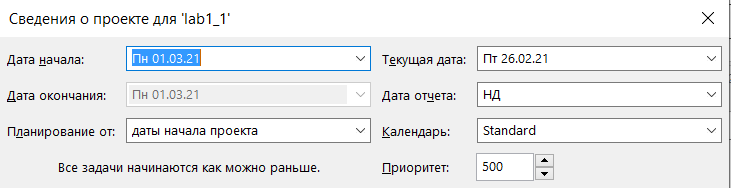 Сведения о проекте для 'lab1_1'
Дата начала: Пн 01.03.21 Текущая дата: Пт 26.02.21
Дата окончания: Пн 01.03.21 Дата отчета: НД
Планирование от: даты начала проекта Календарь: Standard
Все задачи начинаются как можно раньше. Приоритет: 500